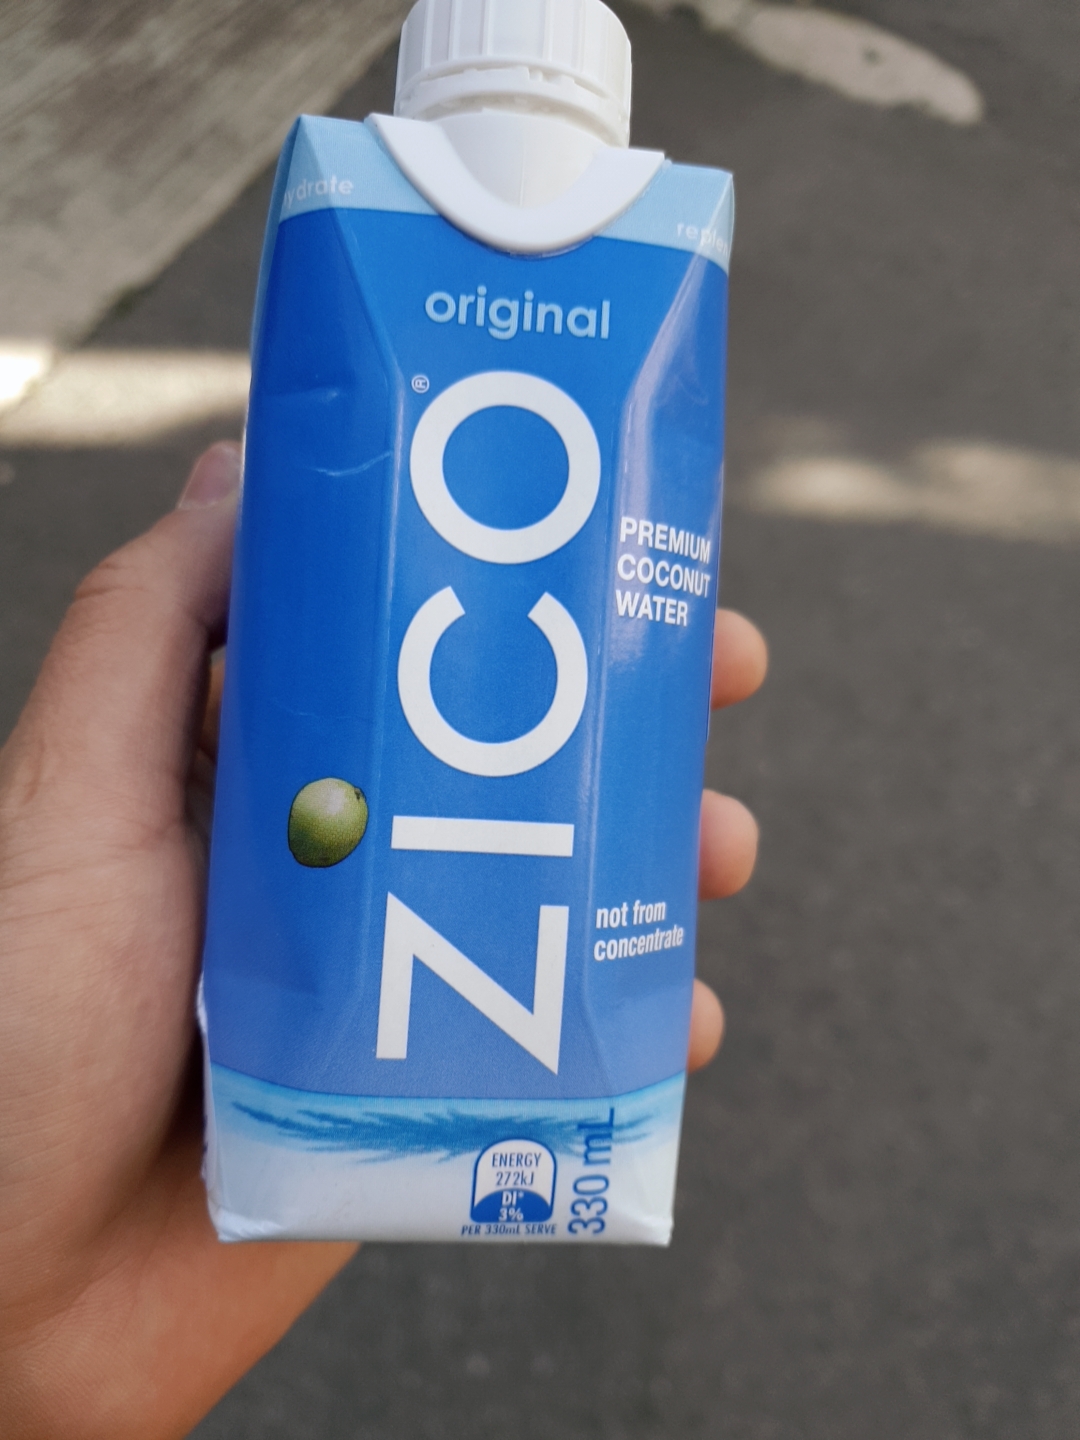 original
ZICO®
PREMIUM
COCONUT
WATER
not from
concentrate
ENERGY
272kJ
DI*
3%
PER 330mL SERVE
330 mL